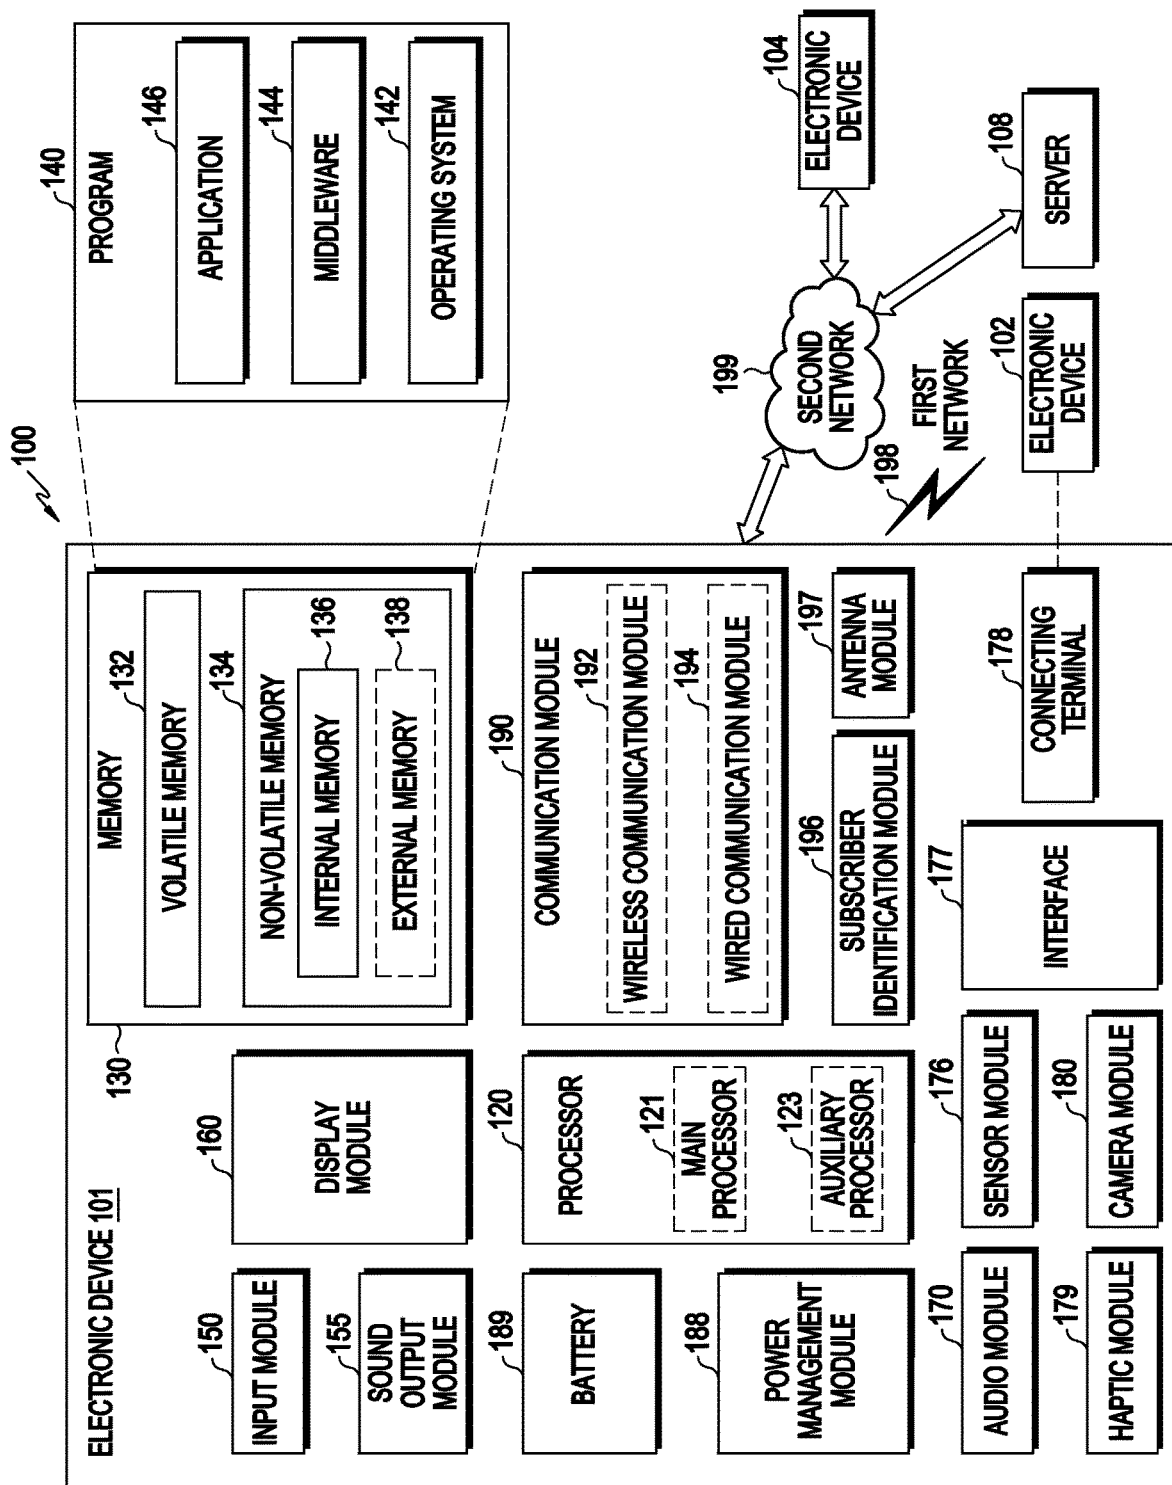 100
ELECTRONIC DEVICE 101
130
MEMORY
132
VOLATILE MEMORY
134
NON-VOLATILE MEMORY
136
INTERNAL MEMORY
138
EXTERNAL MEMORY
140
PROGRAM
146
APPLICATION
144
MIDDLEWARE
142
OPERATING SYSTEM
150
INPUT MODULE
155
SOUND
OUTPUT
MODULE
160
DISPLAY
MODULE
189
BATTERY
188
POWER
MANAGEMENT
MODULE
120
PROCESSOR
121
MAIN
PROCESSOR
123
AUXILIARY
PROCESSOR
190
COMMUNICATION MODULE
192
WIRELESS COMMUNICATION MODULE
194
WIRED COMMUNICATION MODULE
196
SUBSCRIBER
IDENTIFICATION MODULE
197
ANTENNA
MODULE
170
AUDIO MODULE
176
SENSOR MODULE
177
INTERFACE
178
CONNECTING
TERMINAL
179
HAPTIC MODULE
180
CAMERA MODULE
199
SECOND
NETWORK
198
FIRST
NETWORK
104
ELECTRONIC
DEVICE
108
SERVER
102
ELECTRONIC
DEVICE